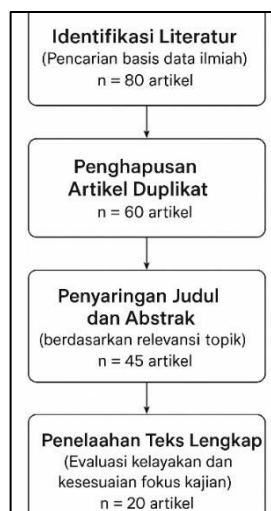 Identifikasi Literatur
(Pencarian basis data ilmiah)
n = 80 artikel
Penghapusan
Artikel Duplikat
n = 60 artikel
Penyaringan Judul
dan Abstrak
(berdasarkan relevansi topik)
n = 45 artikel
Penelaahan Teks Lengkap
(Evaluasi kelayakan dan
kesesuaian fokus kajian)
n = 20 artikel